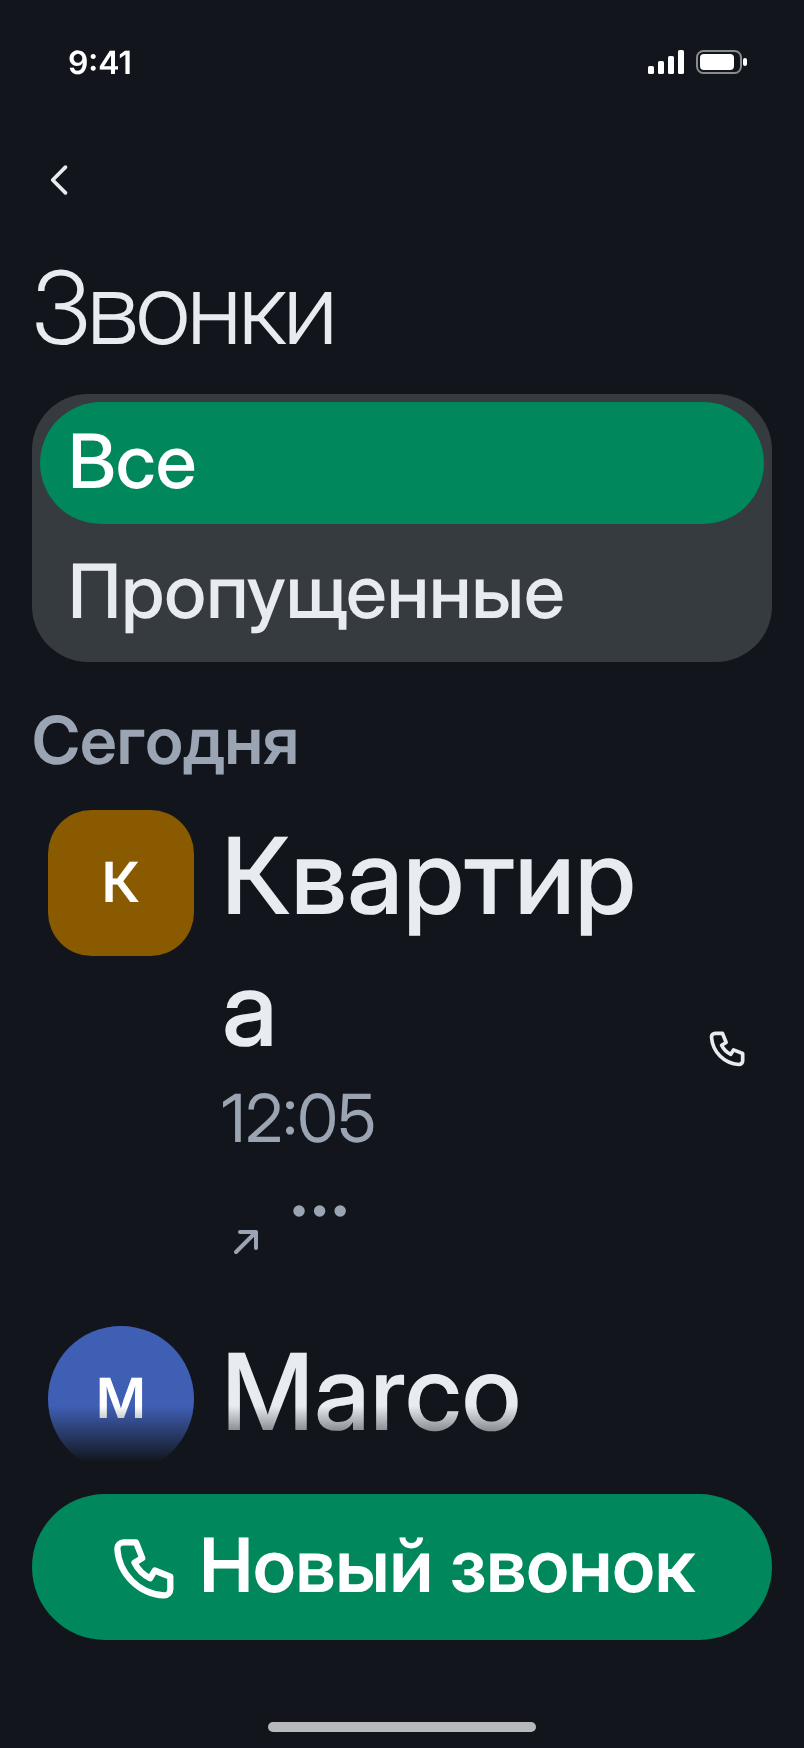 9:41
Звонки
Все
Пропущенные
Сегодня
К
Квартир
а
12:05
M
Marco
Новый звонок